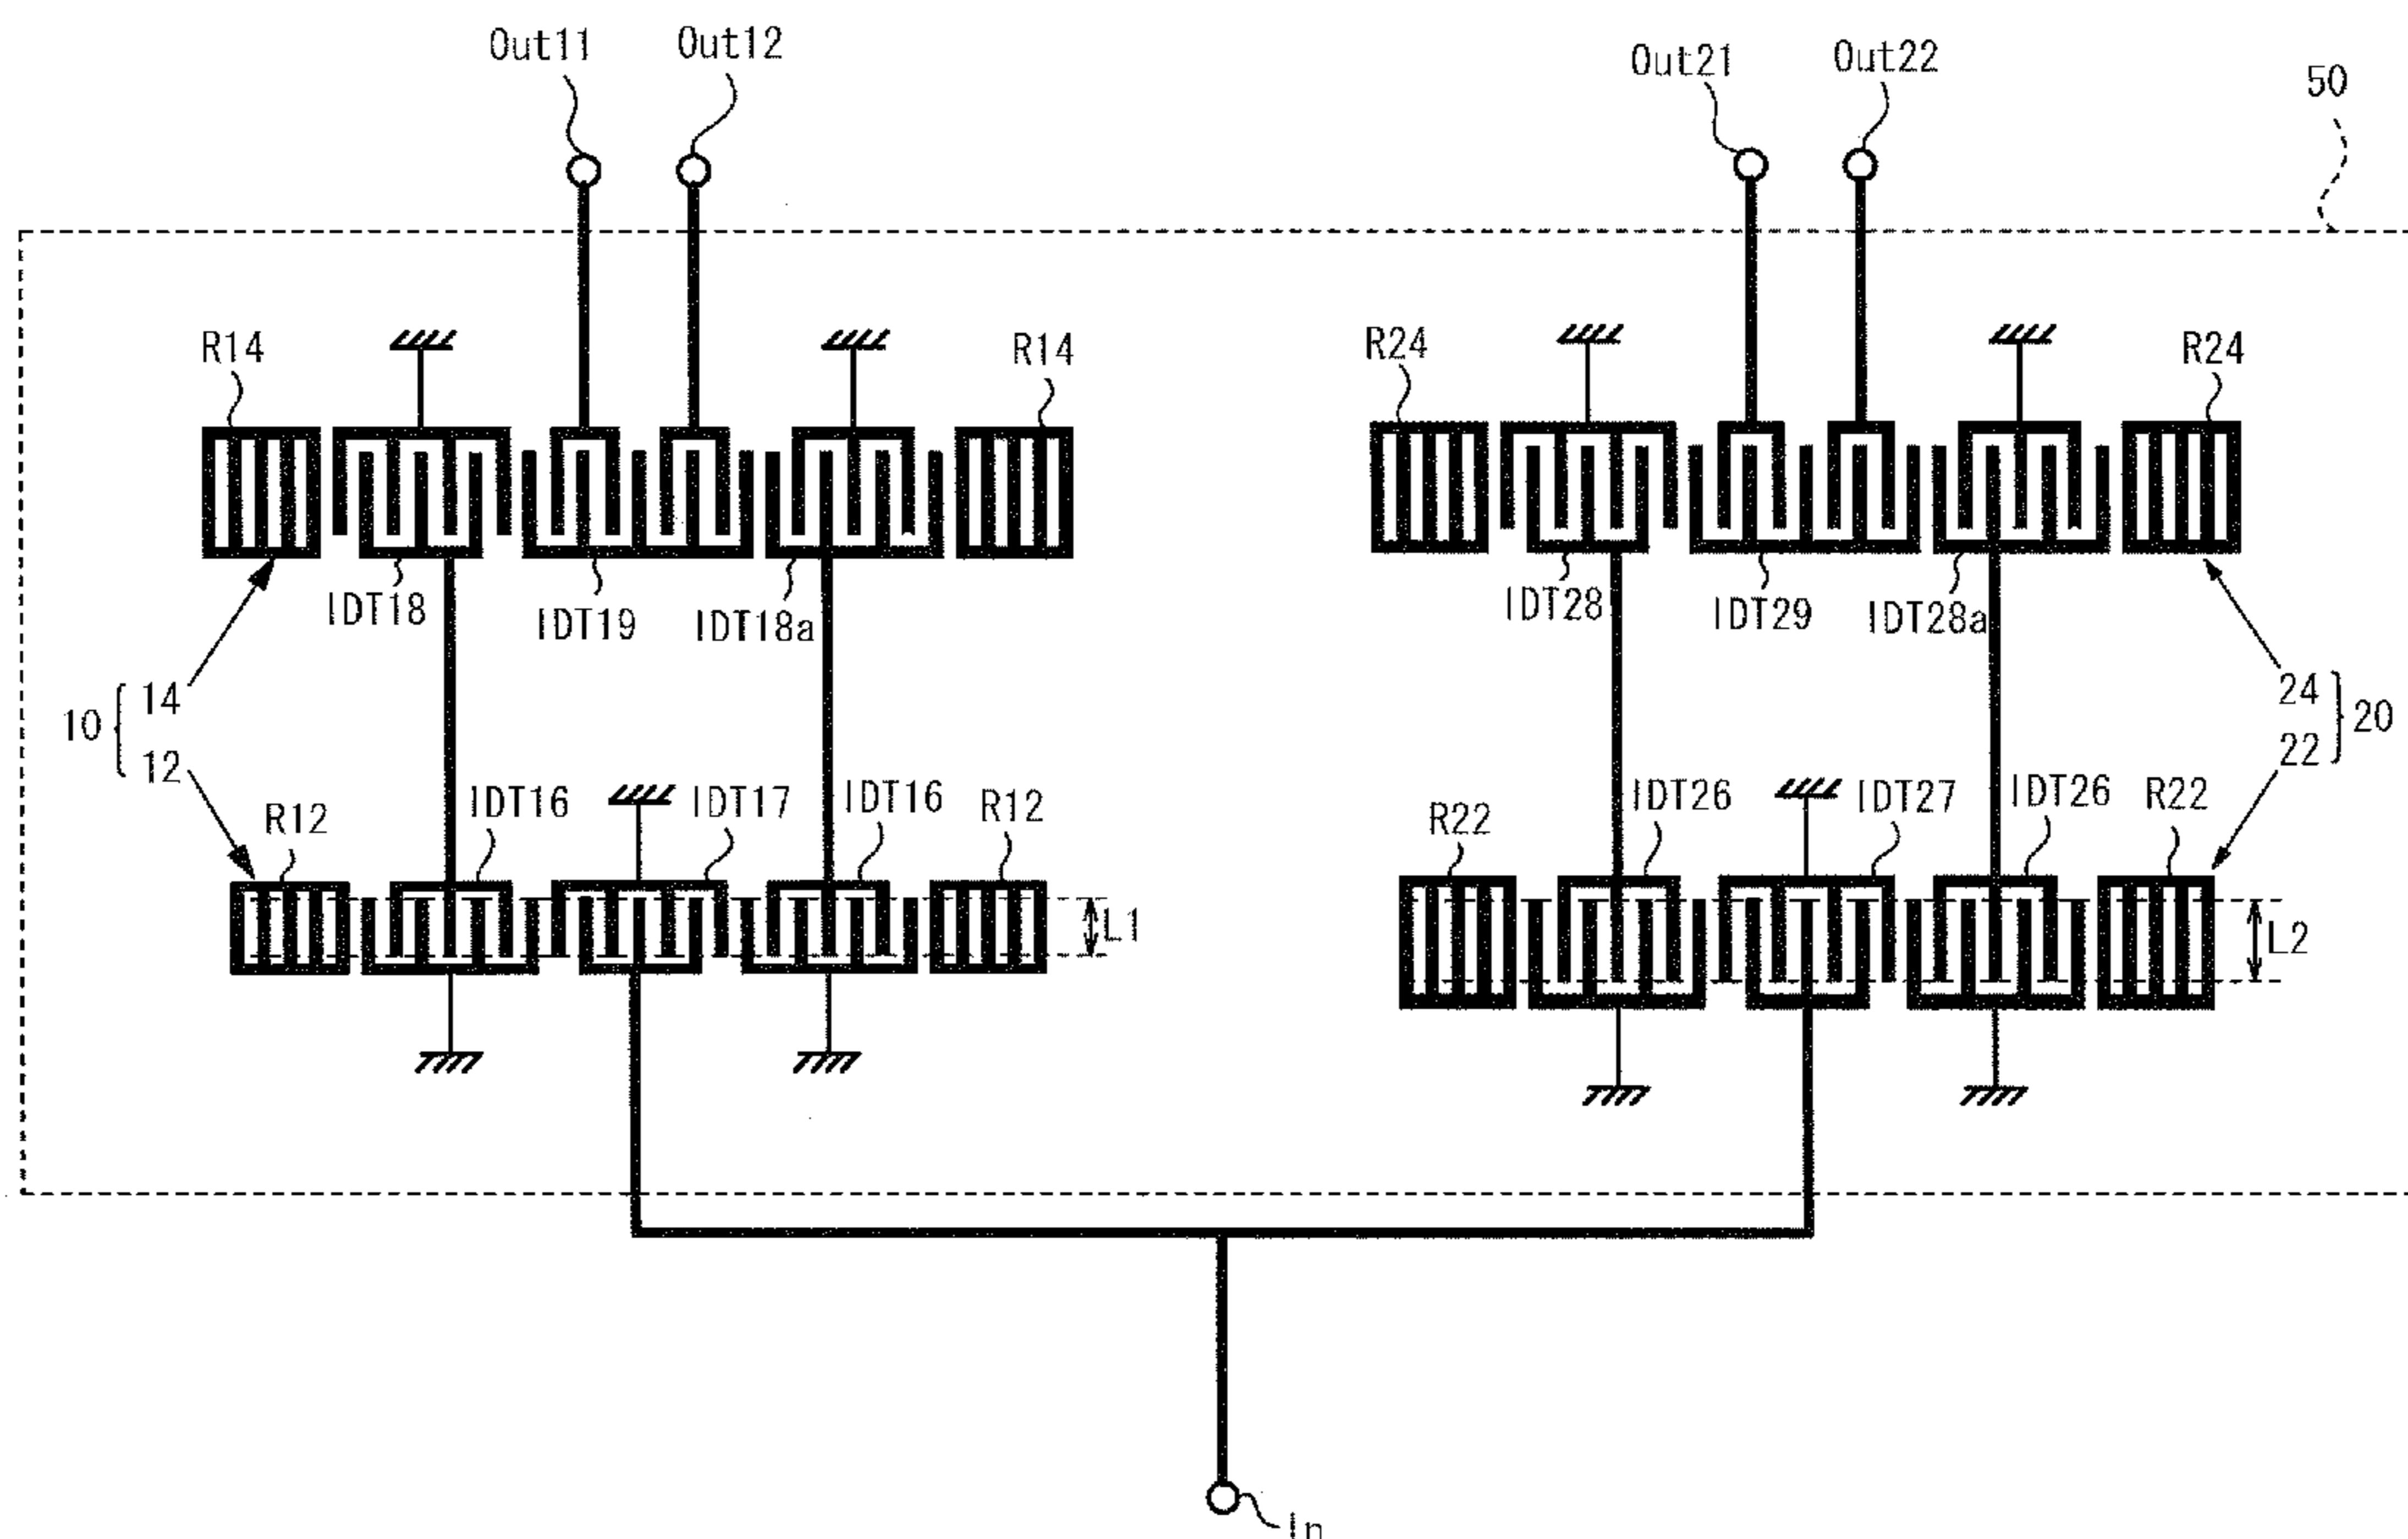 Out11 Out12 Out21 Out22
50
R14 R14 R24 R24
IDT18 IDT19 IDT18a IDT28 IDT29 IDT28a
10 { 14 24 } 20
12 22
R12 IDT16 IDT17 IDT16 R12 R22 IDT26 IDT27 IDT26 R22
L1 L2
In